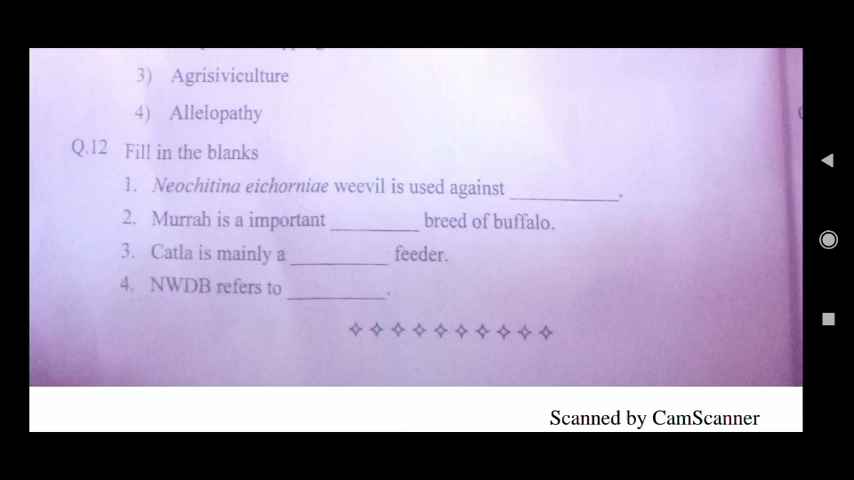 3) Agrisiviculture
4) Allelopathy
Q.12 Fill in the blanks
1. Neochitina eichorniae weevil is used against __________.
2. Murrah is a important ________ breed of buffalo.
3. Catla is mainly a _________ feeder.
4. NWDB refers to _________.
Scanned by CamScanner